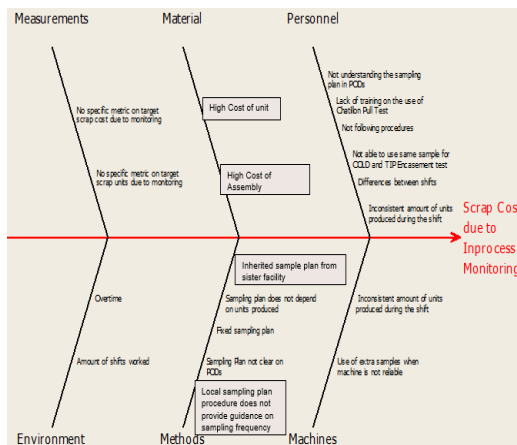 Measurements
Material
Personnel
No specific metric on target
scrap cost due to monitoring
No specific metric on target
scrap units due to monitoring
High Cost of unit
High Cost of
Assembly
Not understanding the sampling
plan in PODs
Lack of training on the use of
Chatillon Pull Test
Not following procedures
Not able to use same sample for
COLD and TIP Encasement test
Differences between shifts
Inconsistent amount of units
produced during the shift
Scrap Cos
due to
Inprocess
Monitoring
Overtime
Amount of shifts worked
Inherited sample plan from
sister facility
Sampling plan does not depend
on units produced
Fixed sampling plan
Sampling Plan not clear on
PODs
Local sampling plan
procedure does not
provide guidance on
sampling frequency
Inconsistent amount of units
produced during the shift
Use of extra samples when
machine is not reliable
Environment
Methods
Machines